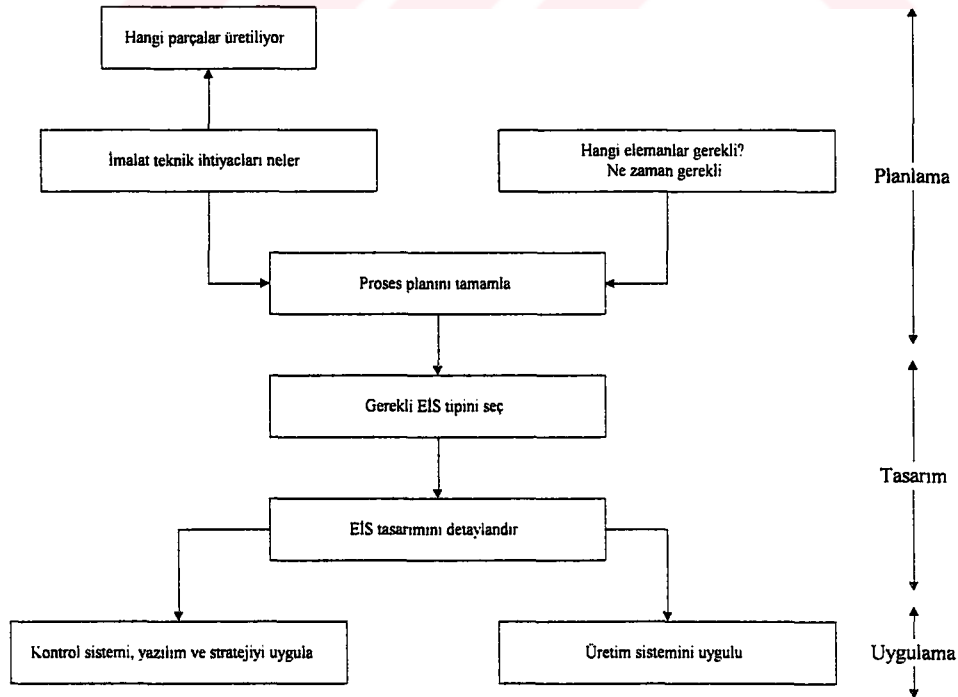 Hangi parçalar üretiliyor
İmalat teknik ihtiyacları neler
Hangi elemanlar gerekli?
Ne zaman gerekli
Planlama
Proses planını tamamla
Gerekli EİS tipini seç
Tasarım
EİS tasarımını detaylandır
Kontrol sistemi, yazılım ve stratejiyi uygula
Üretim sistemini uygulu
Uygulama